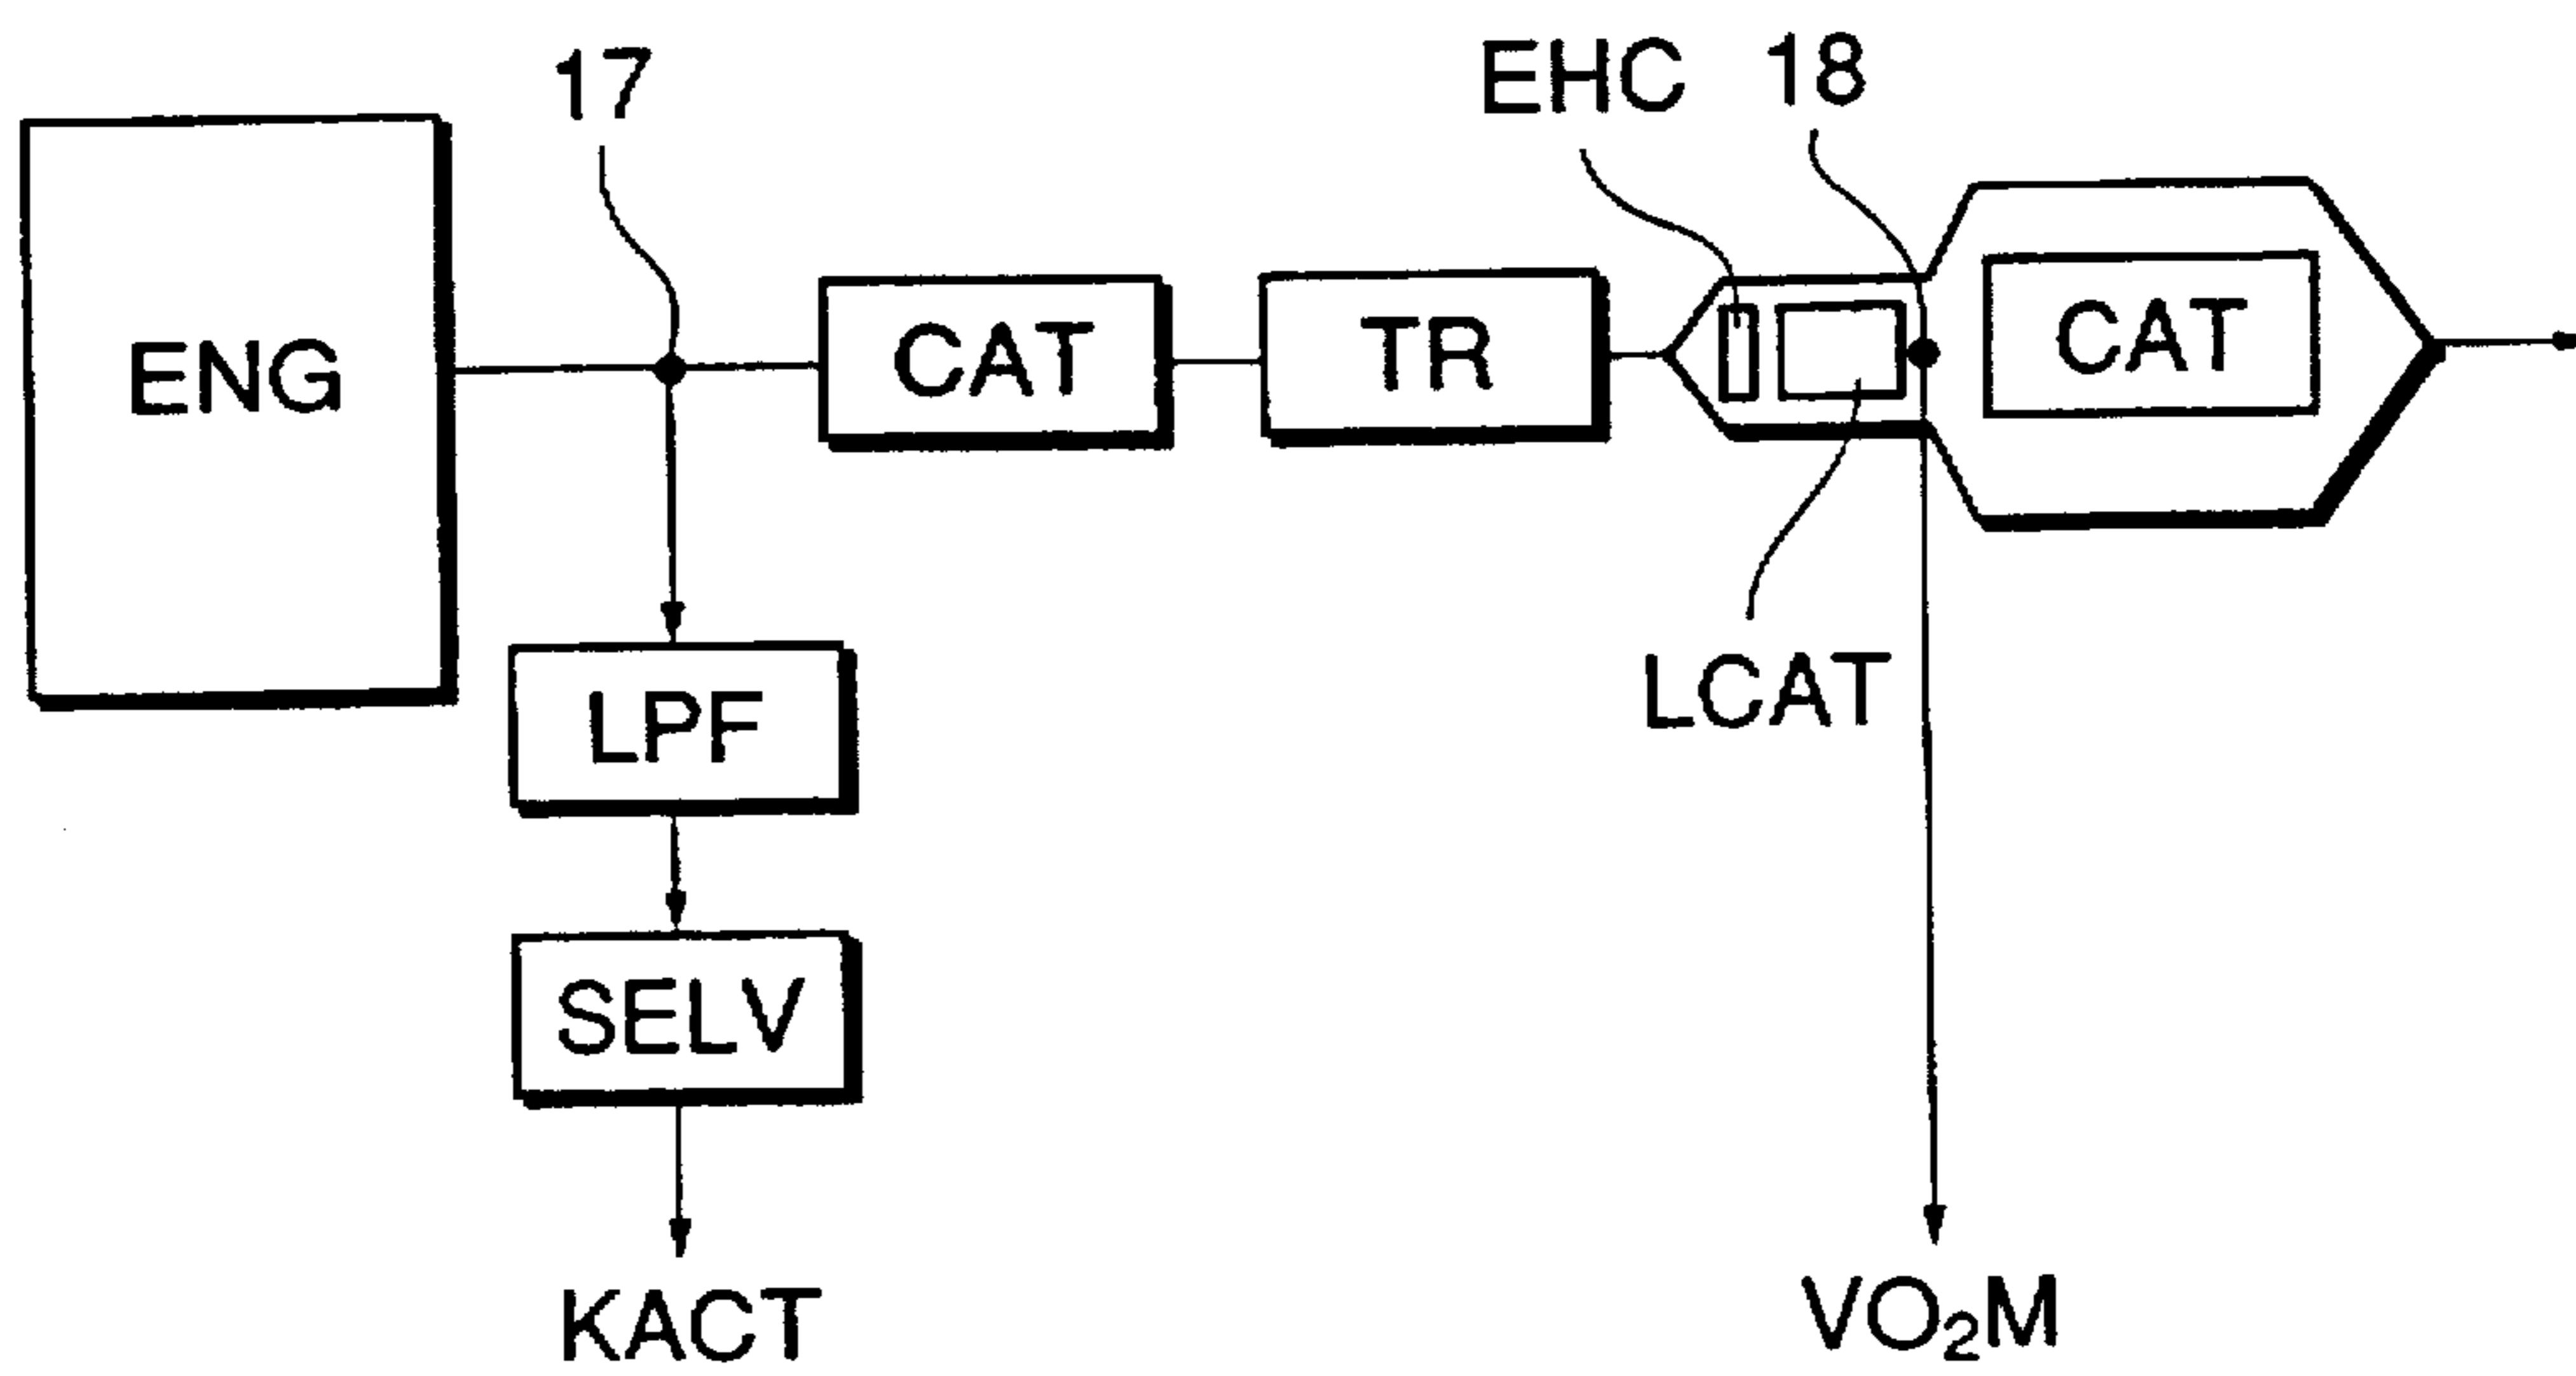 17
EHC
18
ENG
CAT
TR
CAT
LPF
LCAT
SELV
KACT
VO₂M